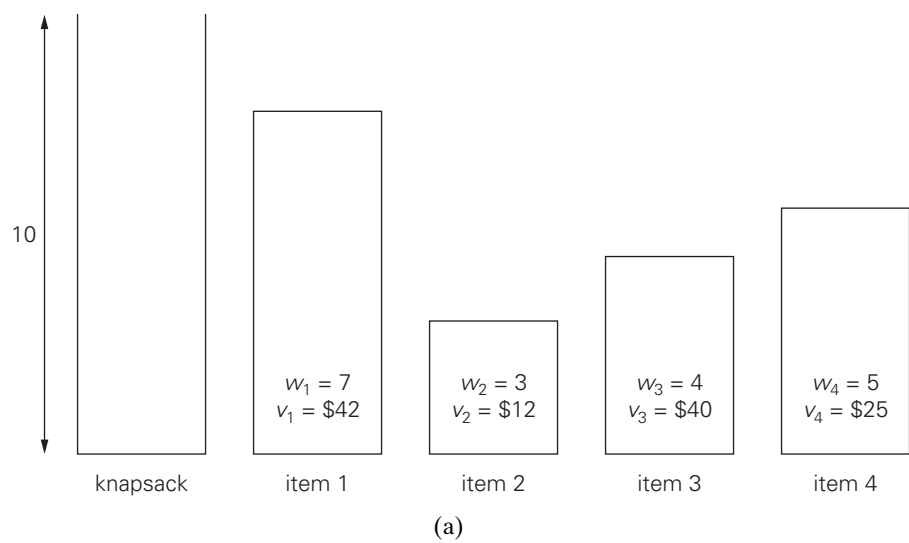 10
w₁ = 7
v₁ = $42
w₂ = 3
v₂ = $12
w₃ = 4
v₃ = $40
w₄ = 5
v₄ = $25
knapsack
item 1
item 2
item 3
item 4
(a)